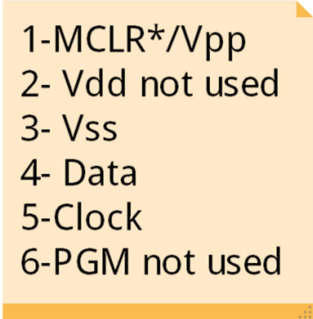 1-MCLR*/Vpp
2- Vdd not used
3- Vss
4- Data
5-Clock
6-PGM not used